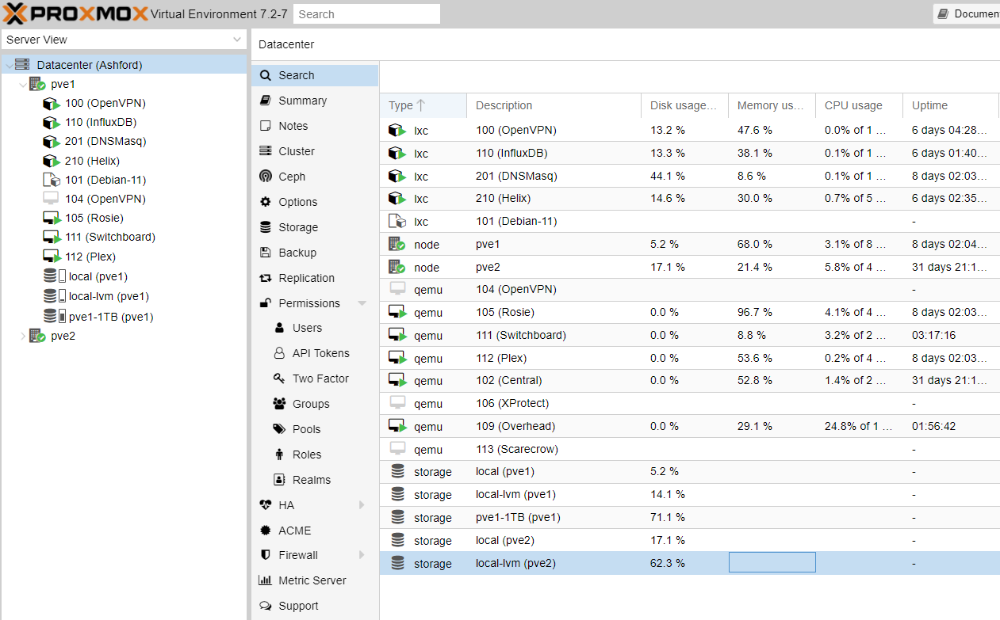 PROXMOX Virtual Environment 7.2-7 Search Documen
Server View
Datacenter (Ashford)
pve1
100 (OpenVPN)
110 (InfluxDB)
201 (DNSMasq)
210 (Helix)
101 (Debian-11)
104 (OpenVPN)
105 (Rosie)
111 (Switchboard)
112 (Plex)
local (pve1)
local-lvm (pve1)
pve1-1TB (pve1)
pve2
Datacenter
Search
Summary
Notes
Cluster
Ceph
Options
Storage
Backup
Replication
Permissions
Users
API Tokens
Two Factor
Groups
Pools
Roles
Realms
HA
ACME
Firewall
Metric Server
Support
Type Description Disk usage... Memory us... CPU usage Uptime
lxc 100 (OpenVPN) 13.2 % 47.6 % 0.0% of 1 ... 6 days 04:28...
lxc 110 (InfluxDB) 13.3 % 38.1 % 0.1% of 1 ... 6 days 01:40...
lxc 201 (DNSMasq) 44.1 % 8.6 % 0.1% of 1 ... 8 days 02:03...
lxc 210 (Helix) 14.6 % 30.0 % 0.7% of 5 ... 6 days 02:35...
lxc 101 (Debian-11) -
node pve1 5.2 % 68.0 % 3.1% of 8 ... 8 days 02:04...
node pve2 17.1 % 21.4 % 5.8% of 4 ... 31 days 21:1...
qemu 104 (OpenVPN) -
qemu 105 (Rosie) 0.0 % 96.7 % 4.1% of 4 ... 8 days 02:03...
qemu 111 (Switchboard) 0.0 % 8.8 % 3.2% of 2 ... 03:17:16
qemu 112 (Plex) 0.0 % 53.6 % 0.2% of 4 ... 8 days 02:03...
qemu 102 (Central) 0.0 % 52.8 % 1.4% of 2 ... 31 days 21:1...
qemu 106 (XProtect) -
qemu 109 (Overhead) 0.0 % 29.1 % 24.8% of 1 ... 01:56:42
qemu 113 (Scarecrow) -
storage local (pve1) 5.2 % -
storage local-lvm (pve1) 14.1 % -
storage pve1-1TB (pve1) 71.1 % -
storage local (pve2) 17.1 % -
storage local-lvm (pve2) 62.3 % -